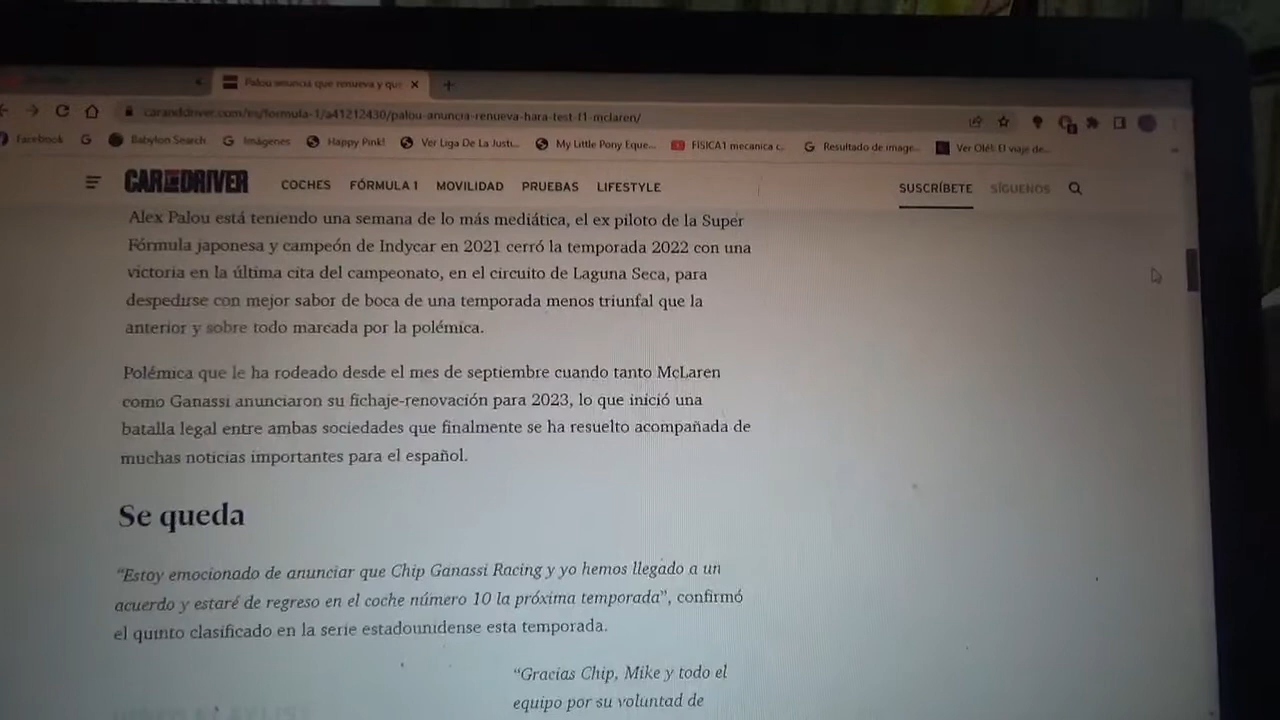 Palou anuncia que renueva y que
caranddriver.com/es/formula-1/a41212430/palou-anuncia-renueva-hara-test-f1-mclaren/
Facebook Babylon Search Imágenes Happy Pink! Ver Liga De La Justi... My Little Pony Eque... FISICA1 mecanica c... Resultado de image... Ver Olé!: El viaje de...
CAR AND DRIVER COCHES FÓRMULA 1 MOVILIDAD PRUEBAS LIFESTYLE SUSCRÍBETE SÍGUENOS
Alex Palou está teniendo una semana de lo más mediática, el ex piloto de la Super
Fórmula japonesa y campeón de Indycar en 2021 cerró la temporada 2022 con una
victoria en la última cita del campeonato, en el circuito de Laguna Seca, para
despedirse con mejor sabor de boca de una temporada menos triunfal que la
anterior y sobre todo marcada por la polémica.
Polémica que le ha rodeado desde el mes de septiembre cuando tanto McLaren
como Ganassi anunciaron su fichaje-renovación para 2023, lo que inició una
batalla legal entre ambas sociedades que finalmente se ha resuelto acompañada de
muchas noticias importantes para el español.
Se queda
“Estoy emocionado de anunciar que Chip Ganassi Racing y yo hemos llegado a un
acuerdo y estaré de regreso en el coche número 10 la próxima temporada”, confirmó
el quinto clasificado en la serie estadounidense esta temporada.
“Gracias Chip, Mike y todo el
equipo por su voluntad de